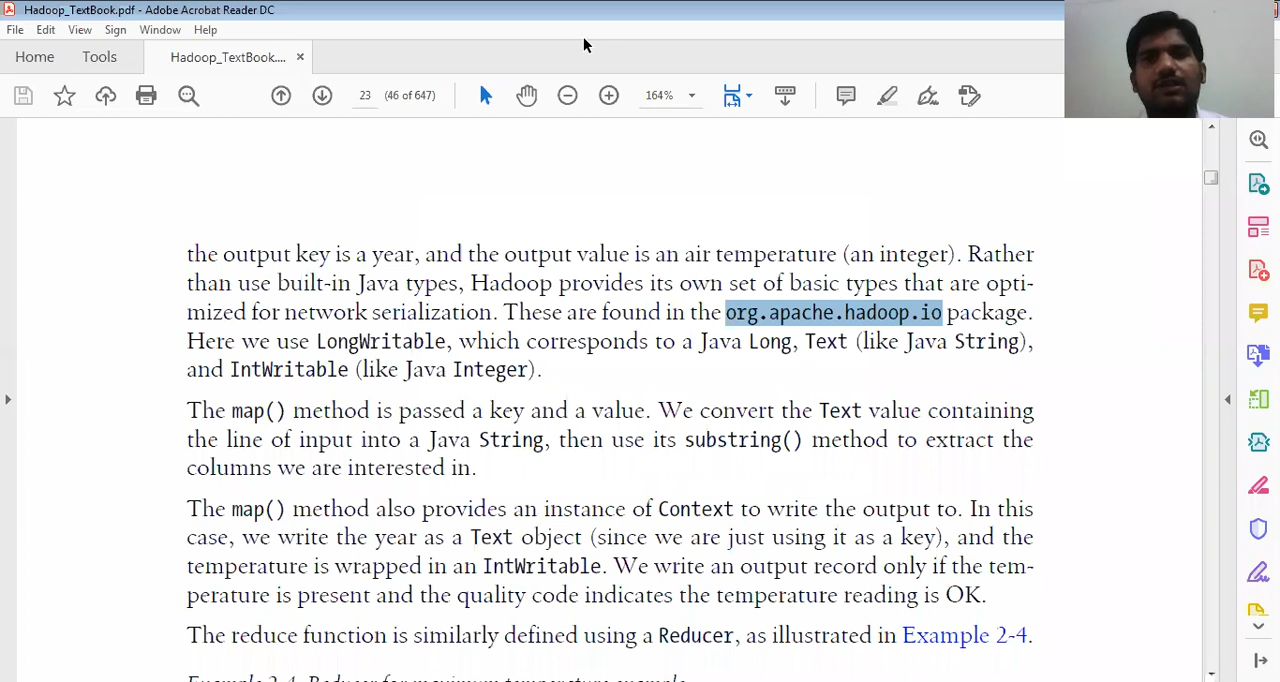 Hadoop_TextBook.pdf - Adobe Acrobat Reader DC
File Edit View Sign Window Help
Home Tools Hadoop_TextBook.... ×
23 (46 of 647) 164%
the output key is a year, and the output value is an air temperature (an integer). Rather
than use built-in Java types, Hadoop provides its own set of basic types that are opti-
mized for network serialization. These are found in the org.apache.hadoop.io package.
Here we use LongWritable, which corresponds to a Java Long, Text (like Java String),
and IntWritable (like Java Integer).
The map() method is passed a key and a value. We convert the Text value containing
the line of input into a Java String, then use its substring() method to extract the
columns we are interested in.
The map() method also provides an instance of Context to write the output to. In this
case, we write the year as a Text object (since we are just using it as a key), and the
temperature is wrapped in an IntWritable. We write an output record only if the tem-
perature is present and the quality code indicates the temperature reading is OK.
The reduce function is similarly defined using a Reducer, as illustrated in Example 2-4.
Example 2-4. Reducer for maximum temperature example